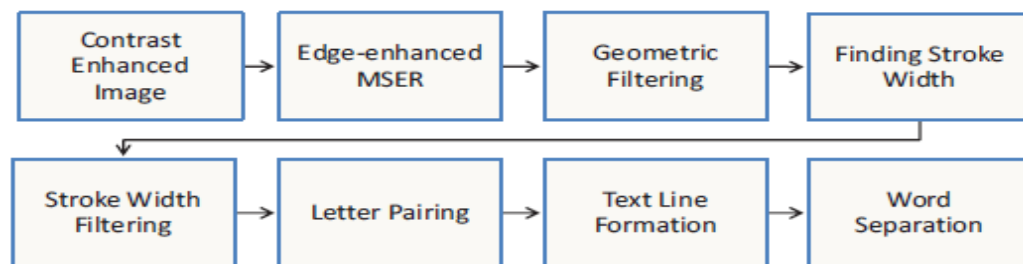 Contrast
Enhanced
Image
Edge-enhanced
MSER
Geometric
Filtering
Finding Stroke
Width
Stroke Width
Filtering
Letter Pairing
Text Line
Formation
Word
Separation